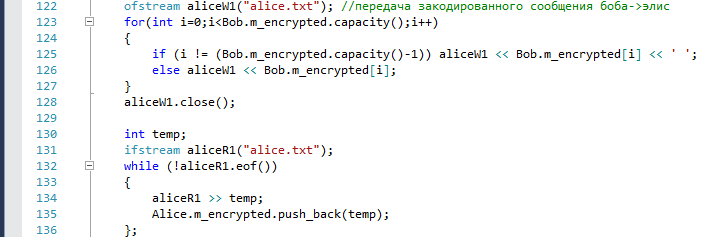 122 ofstream aliceW1("alice.txt"); //передача закодированного сообщения боба->элис
123 for(int i=0;i<Bob.m_encrypted.capacity();i++)
124 {
125 if (i != (Bob.m_encrypted.capacity()-1)) aliceW1 << Bob.m_encrypted[i] << ' ';
126 else aliceW1 << Bob.m_encrypted[i];
127 }
128 aliceW1.close();
129
130 int temp;
131 ifstream aliceR1("alice.txt");
132 while (!aliceR1.eof())
133 {
134 aliceR1 >> temp;
135 Alice.m_encrypted.push_back(temp);
136 };